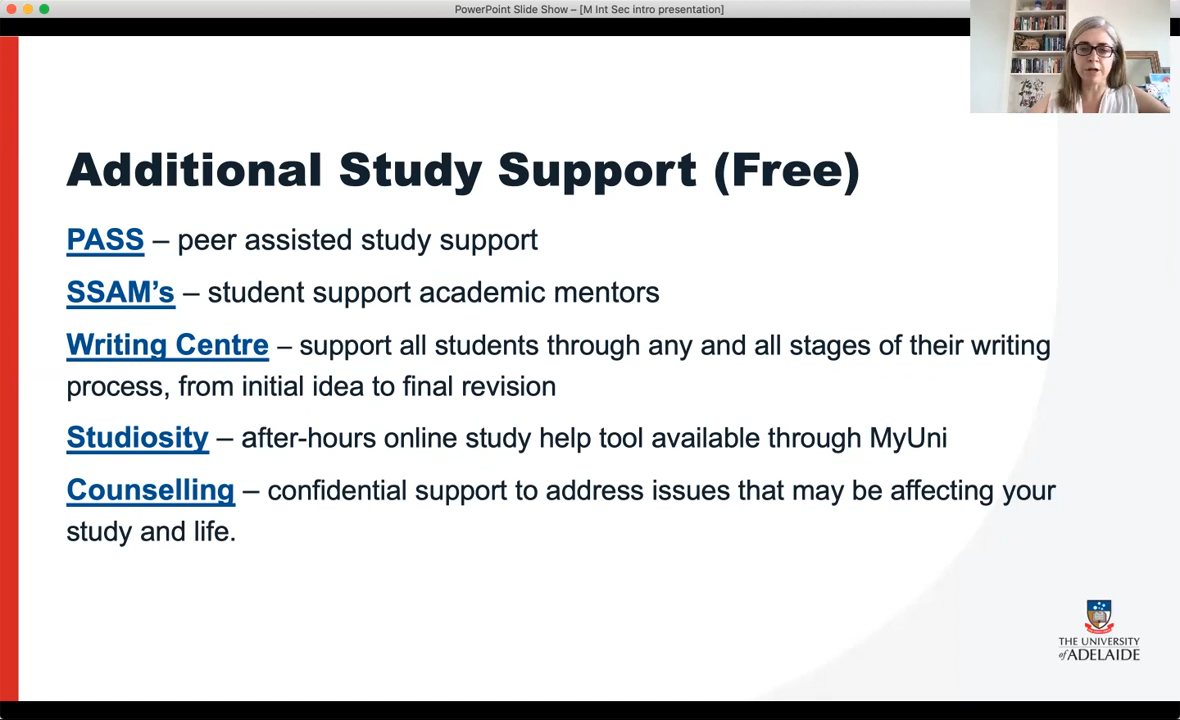 PowerPoint Slide Show – [M Int Sec intro presentation]
Additional Study Support (Free)
PASS – peer assisted study support
SSAM’s – student support academic mentors
Writing Centre – support all students through any and all stages of their writing
process, from initial idea to final revision
Studiosity – after-hours online study help tool available through MyUni
Counselling – confidential support to address issues that may be affecting your
study and life.
THE UNIVERSITY
of ADELAIDE